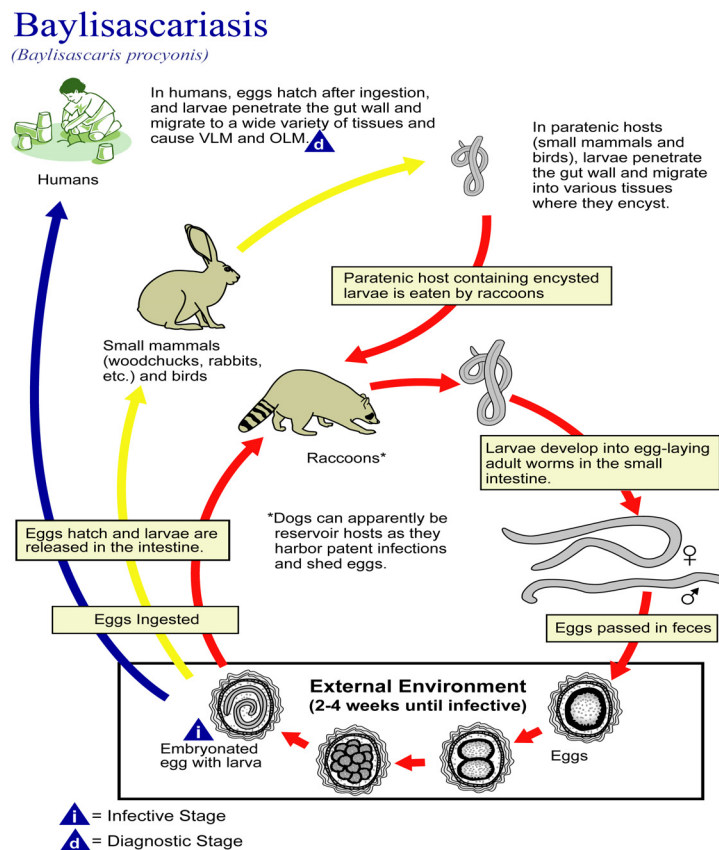 Baylisascariasis
(Baylisascaris procyonis)
In humans, eggs hatch after ingestion,
and larvae penetrate the gut wall and
migrate to a wide variety of tissues and
cause VLM and OLM.
d
Humans
In paratenic hosts
(small mammals and
birds), larvae penetrate
the gut wall and migrate
into various tissues
where they encyst.
Paratenic host containing encysted
larvae is eaten by raccoons
Small mammals
(woodchucks, rabbits,
etc.) and birds
Raccoons*
Larvae develop into egg-laying
adult worms in the small
intestine.
*Dogs can apparently be
reservoir hosts as they
harbor patent infections
and shed eggs.
Eggs hatch and larvae are
released in the intestine.
♀
♂
Eggs Ingested
Eggs passed in feces
External Environment
(2-4 weeks until infective)
i
Embryonated
egg with larva
Eggs
i = Infective Stage
d = Diagnostic Stage